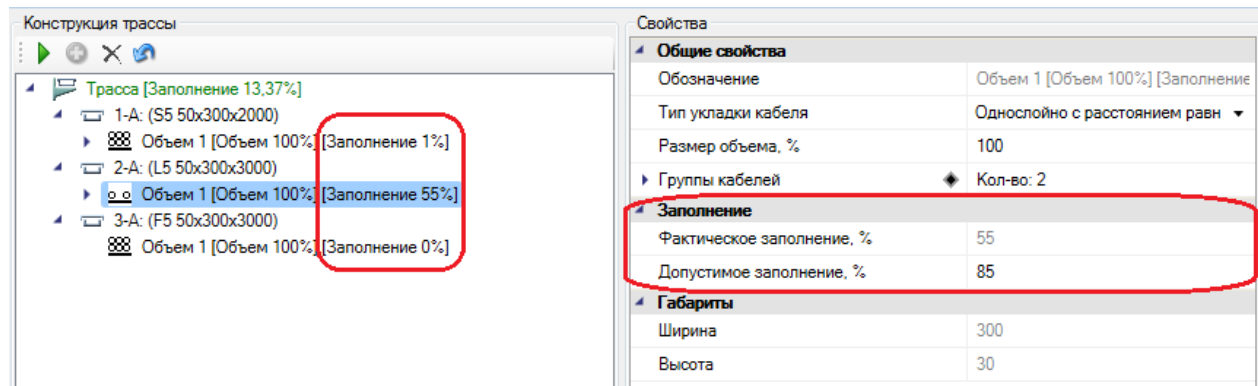 Конструкция трассы
Трасса [Заполнение 13,37%]
1-А: (S5 50x300x2000)
Объем 1 [Объем 100%] [Заполнение 1%]
2-А: (L5 50x300x3000)
Объем 1 [Объем 100%] [Заполнение 55%]
3-А: (F5 50x300x3000)
Объем 1 [Объем 100%] [Заполнение 0%]
Свойства
Общие свойства
Обозначение Объем 1 [Объем 100%] [Заполнение
Тип укладки кабеля Однослойно с расстоянием равн
Размер объема, % 100
Группы кабелей Кол-во: 2
Заполнение
Фактическое заполнение, % 55
Допустимое заполнение, % 85
Габариты
Ширина 300
Высота 30